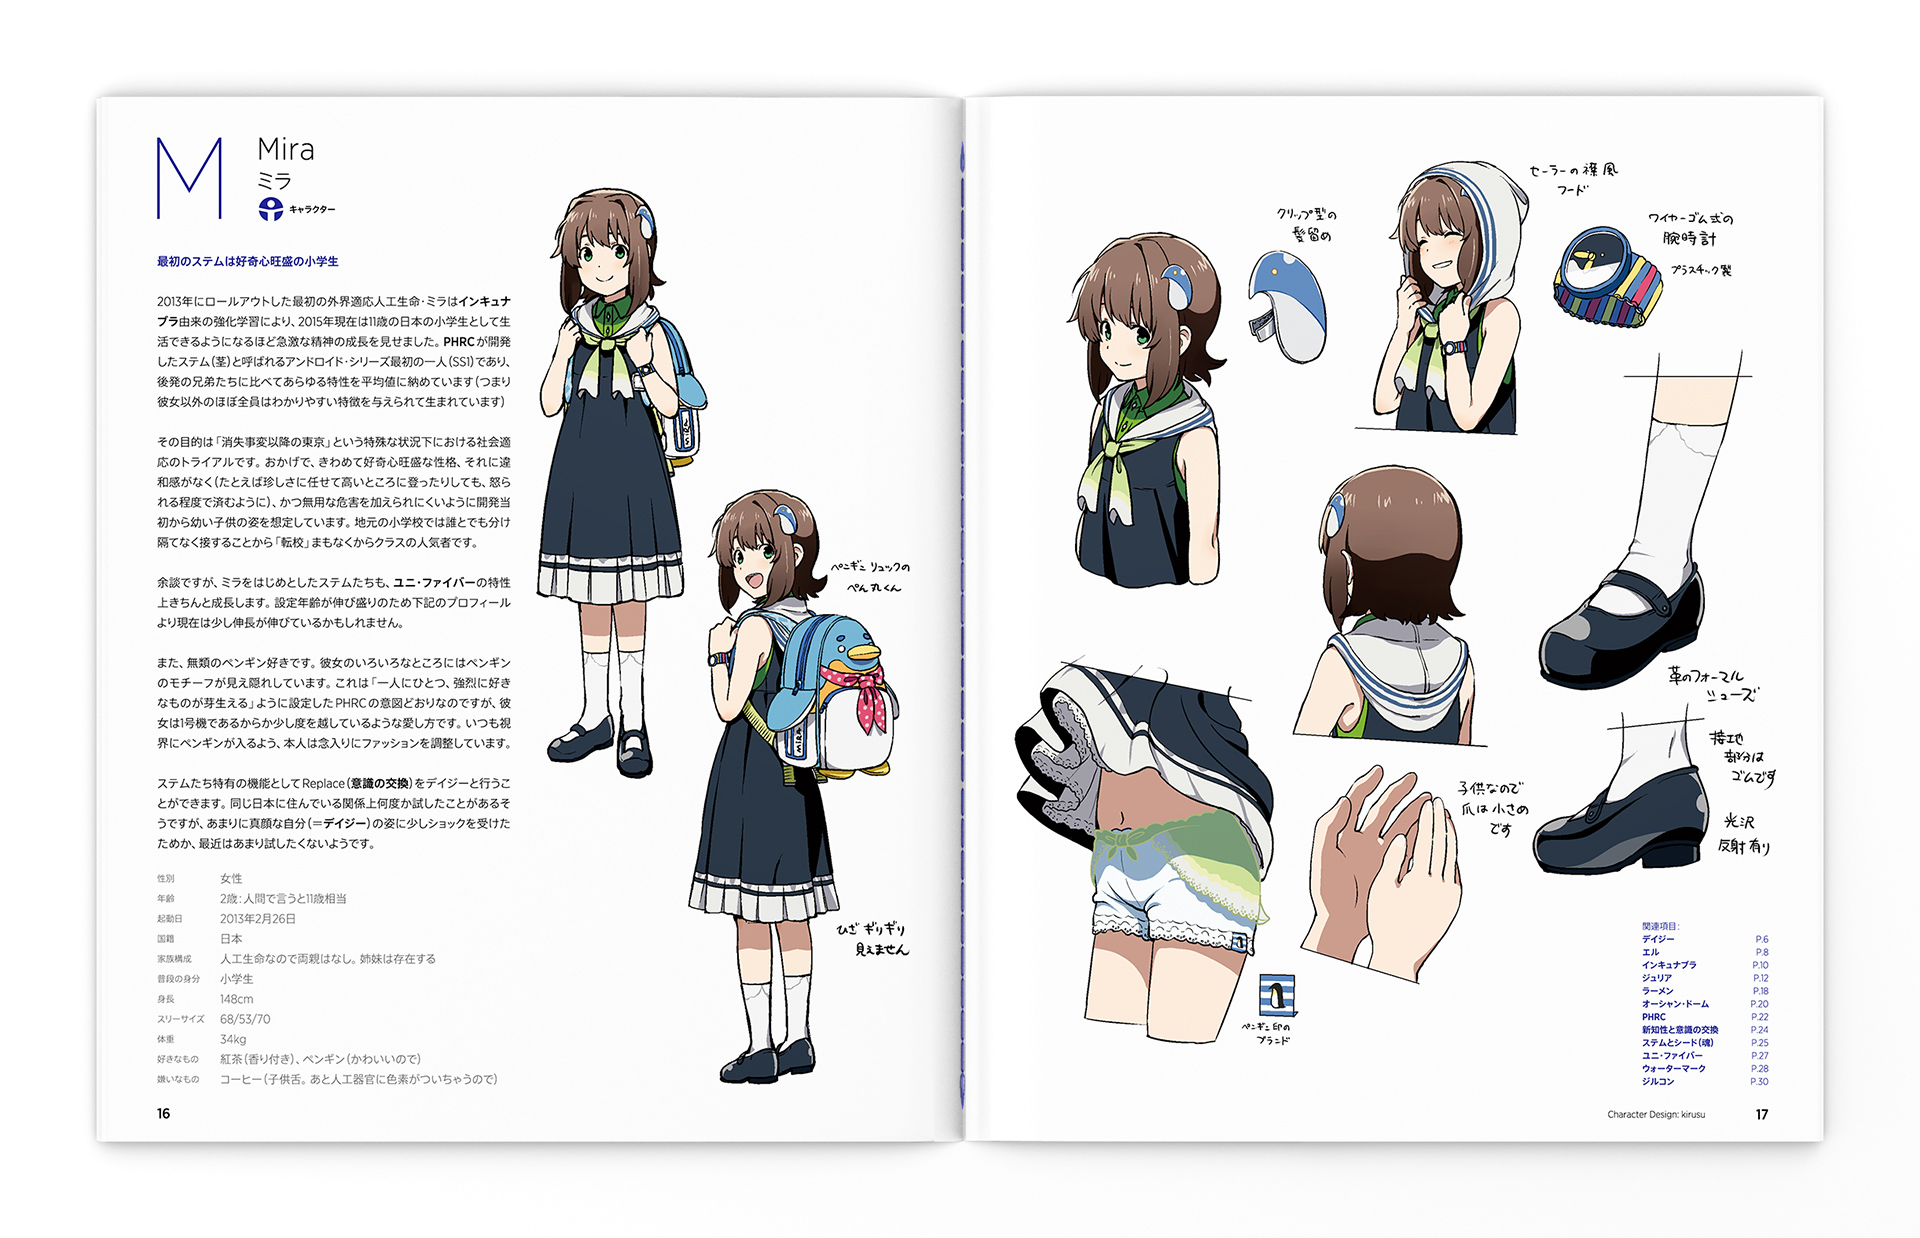 M
Mira
ミラ
キャラクター
最初のステムは好奇心旺盛の小学生
2013年にロールアウトした最初の外界適応人工生命・ミラはインキュナ
ブラ由来の強化学習により、2015年現在は11歳の日本の小学生として生
活できるようになるほど急激な精神の成長を見せました。PHRCが開発
したステム（茎）と呼ばれるアンドロイド・シリーズ最初の一人（SS1）であり、
後発の兄弟たちに比べてあらゆる特性を平均値に納めています（つまり
彼女以外のほぼ全員はわかりやすい特徴を与えられて生まれています）
その目的は「消失事変以降の東京」という特殊な状況下における社会適
応のトライアルです。おかげで、きわめて好奇心旺盛な性格、それに違
和感がなく（たとえば珍しさに任せて高いところに登ったりしても、怒ら
れる程度で済むように）、かつ無用な危害を加えられにくいように開発当
初から幼い子供の姿を想定しています。地元の小学校では誰とでも分け
隔てなく接することから「転校」まもなくからクラスの人気者です。
余談ですが、ミラをはじめとしたステムたちも、ユニ・ファイバーの特性
上きちんと成長します。設定年齢が伸び盛りのため下記のプロフィール
より現在は少し伸長が伸びているかもしれません。
また、無類のペンギン好きです。彼女のいろいろなところにはペンギン
のモチーフが見え隠れしています。これは「一人にひとつ、強烈に好き
なものが芽生える」ように設定したPHRCの意図どおりなのですが、彼
女は1号機であるからか少し度を越しているような愛し方です。いつも視
界にペンギンが入るよう、本人は念入りにファッションを調整しています。
ステムたち特有の機能としてReplace（意識の交換）をデイジーと行うこ
とができます。同じ日本に住んでいる関係上何度か試したことがあるそ
うですが、あまりに真顔な自分（＝デイジー）の姿に少しショックを受けた
ためか、最近はあまり試したくないようです。
性別 女性
年齢 2歳：人間で言うと11歳相当
起動日 2013年2月26日
国籍 日本
家族構成 人工生命なので両親はなし。姉妹は存在する
普段の身分 小学生
身長 148cm
スリーサイズ 68/53/70
体重 34kg
好きなもの 紅茶（香り付き）、ペンギン（かわいいので）
嫌いなもの コーヒー（子供舌。あと人工器官に色素がついちゃうので）
16
ペンギンリュックの
ぺん丸くん
MIRA
ひざギリギリ
見えません
クリップ型の
髪留め
セーラーの襟風
フード
ワイヤーゴム式の
腕時計
プラスチック製
革のフォーマル
シューズ
接地
部分は
ゴムです
光沢
反射有り
子供なので
爪は小さめ
です
ペンギン印の
ブランド
関連項目：
デイジー P.6
エル P.8
インキュナブラ P.10
ジュリア P.12
ラーメン P.18
オーシャン・ドーム P.20
PHRC P.22
新知性と意識の交換 P.24
ステムとシード（魂） P.25
ユニ・ファイバー P.27
ウォーターマーク P.28
ジルコン P.30
Character Design: kirusu
17